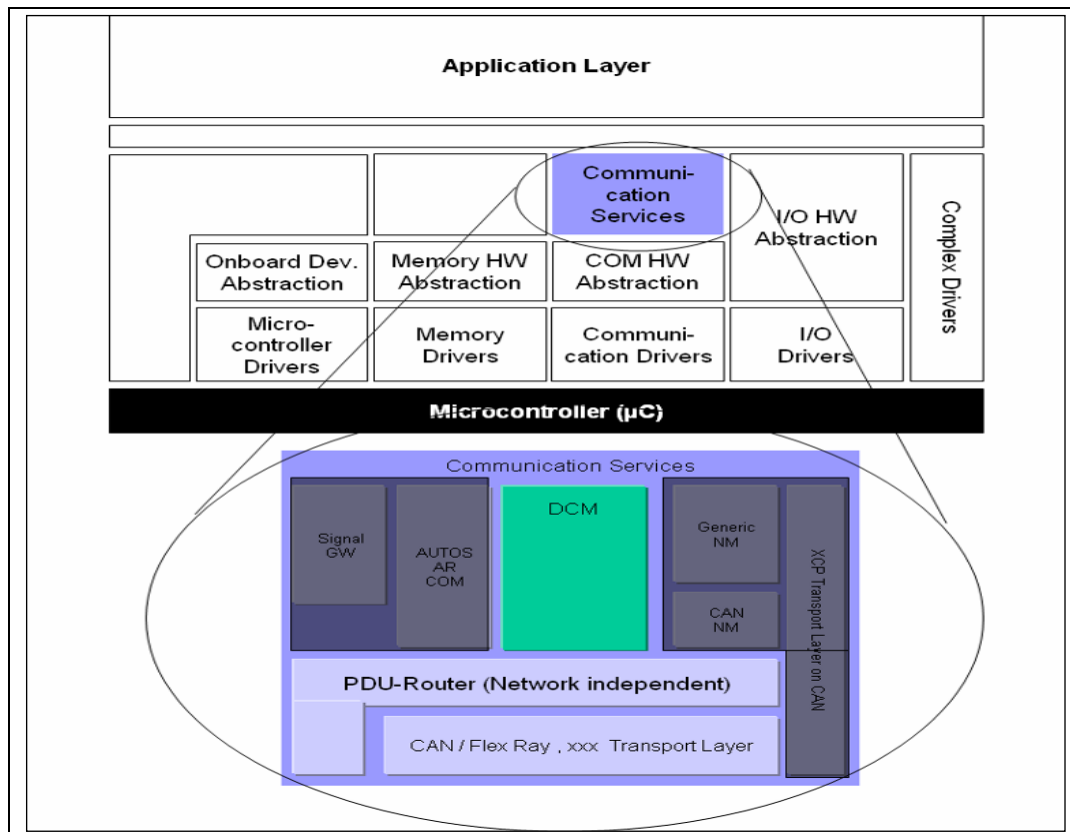 Application Layer
Communi-
cation
Services
I/O HW
Abstraction
Complex Drivers
Onboard Dev.
Abstraction
Memory HW
Abstraction
COM HW
Abstraction
Micro-
controller
Drivers
Memory
Drivers
Communi-
cation Drivers
I/O
Drivers
Microcontroller (µC)
Communication Services
Signal
GW
AUTOS
AR
COM
DCM
Generic
NM
CAN
NM
XCP Transport Layer on CAN
PDU-Router (Network independent)
CAN / Flex Ray , xxx Transport Layer